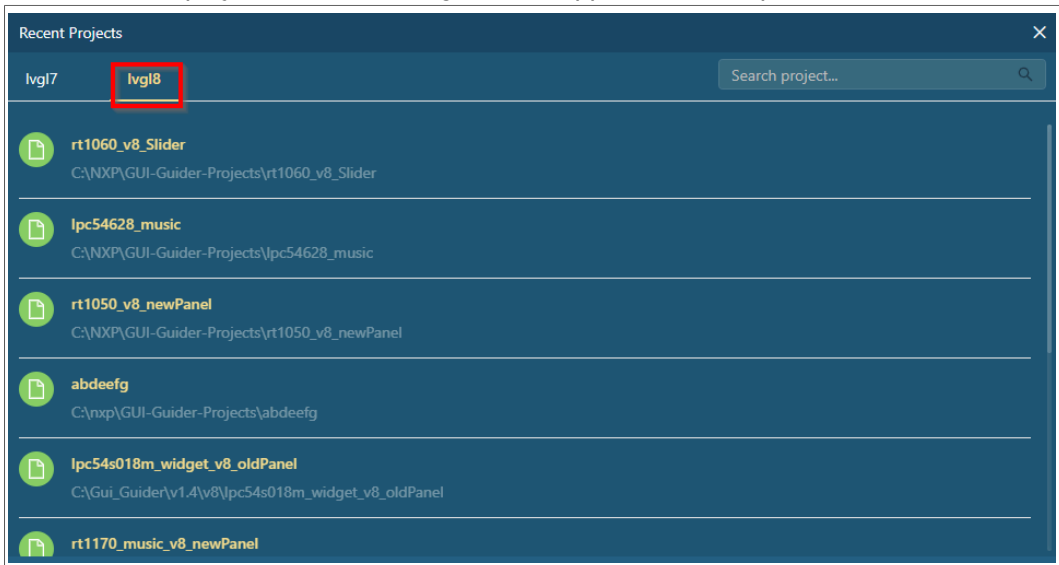 Recent Projects
lvgl7 lvgl8 Search project...
rt1060_v8_Slider
C:\NXP\GUI-Guider-Projects\rt1060_v8_Slider
lpc54628_music
C:\NXP\GUI-Guider-Projects\lpc54628_music
rt1050_v8_newPanel
C:\NXP\GUI-Guider-Projects\rt1050_v8_newPanel
abdeefg
C:\nxp\GUI-Guider-Projects\abdeefg
lpc54s018m_widget_v8_oldPanel
C:\Gui_Guider\v1.4\v8\lpc54s018m_widget_v8_oldPanel
rt1170_music_v8_newPanel